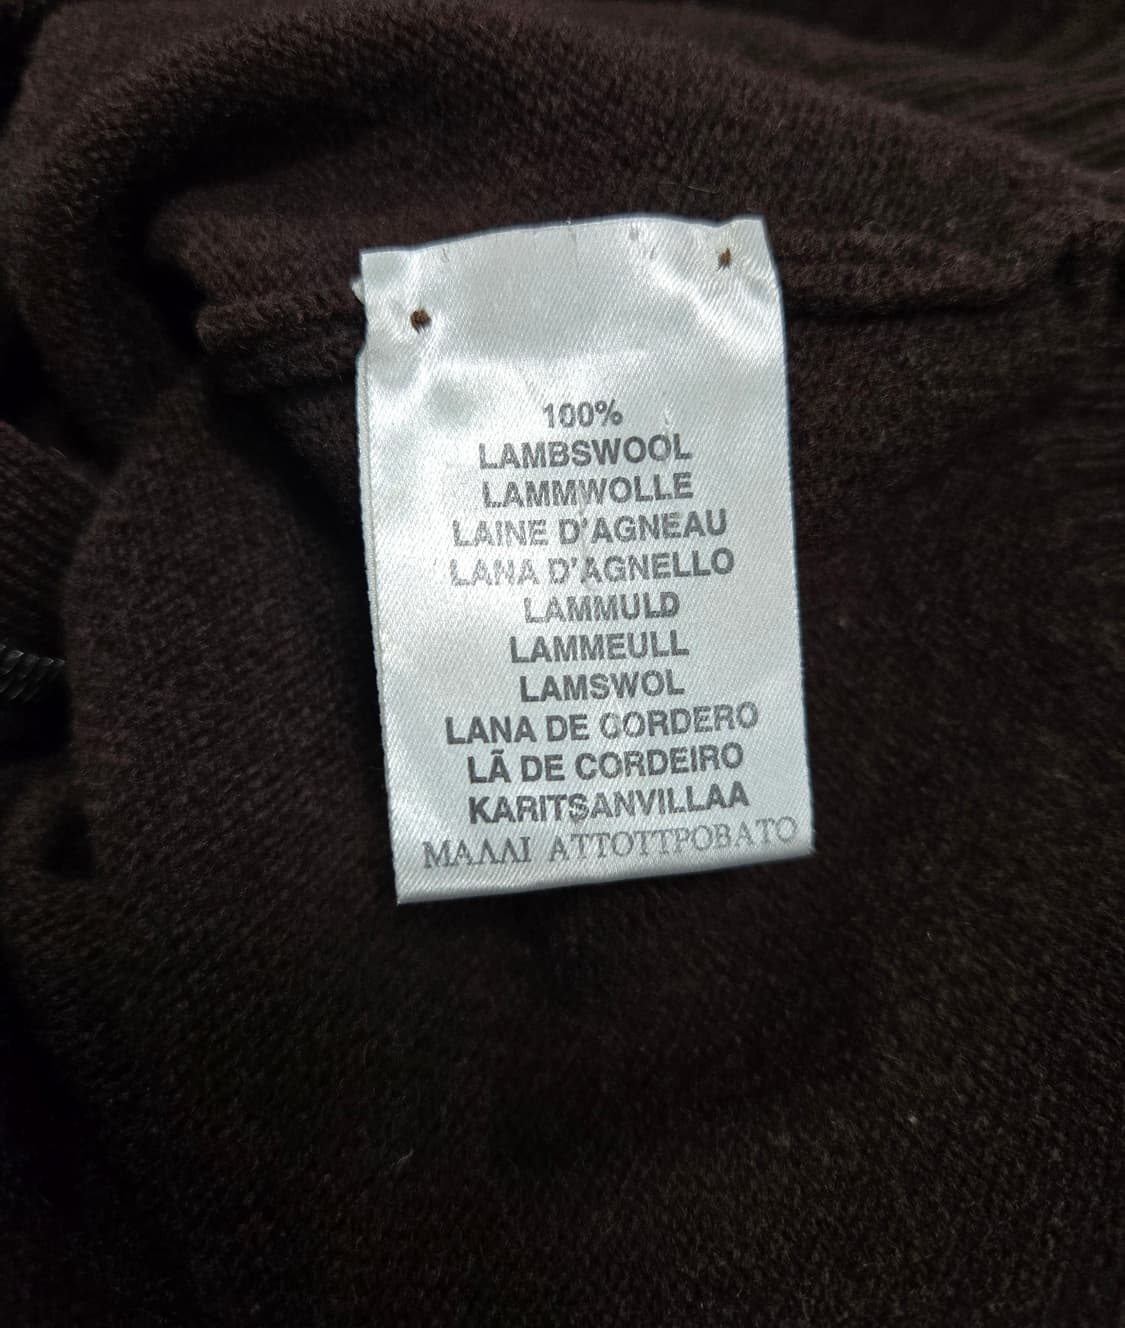 100%
LAMBSWOOL
LAMMWOLLE
LAINE D'AGNEAU
LANA D'AGNELLO
LAMMULD
LAMMEULL
LAMSWOL
LANA DE CORDERO
LÃ DE CORDEIRO
KARITSANVILLAA
ΜΑΛΛΙ ΑΤΤΟΤΤΡΟΒΑΤΟ